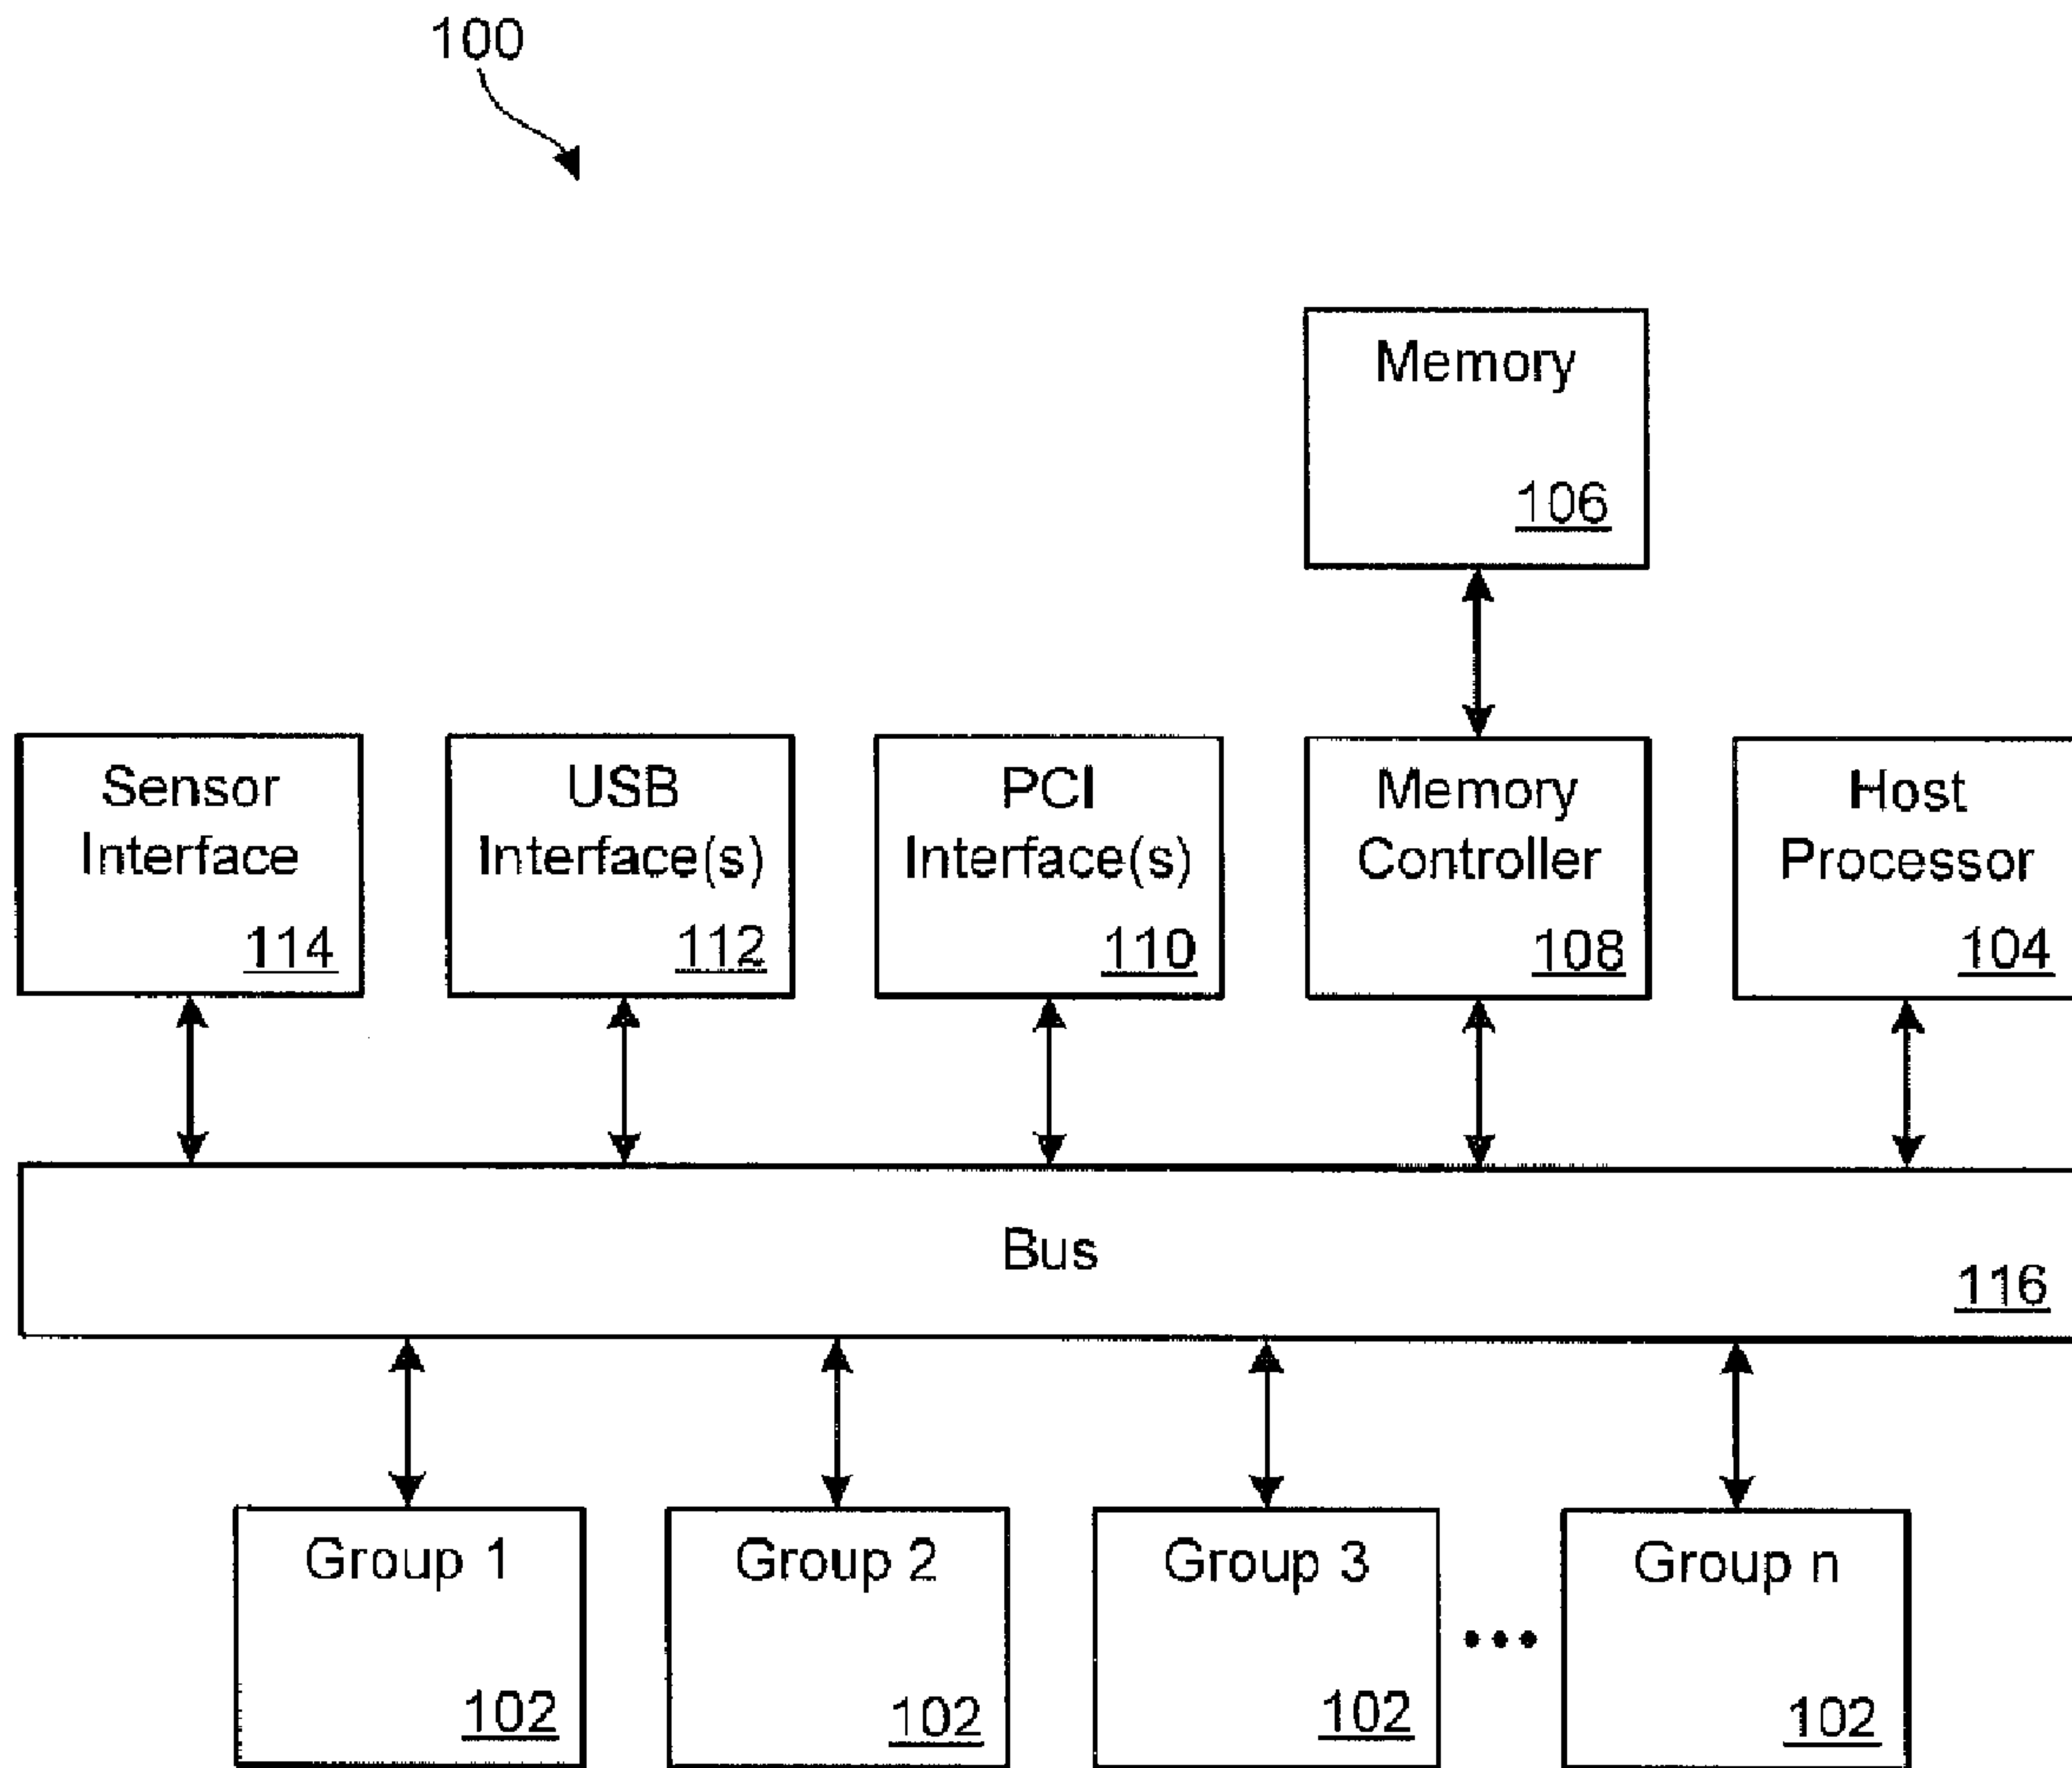 100
Memory
106
Sensor
Interface
114
USB
Interface(s)
112
PCI
Interface(s)
110
Memory
Controller
108
Host
Processor
104
Bus
116
Group 1
102
Group 2
102
Group 3
102
•••
Group n
102